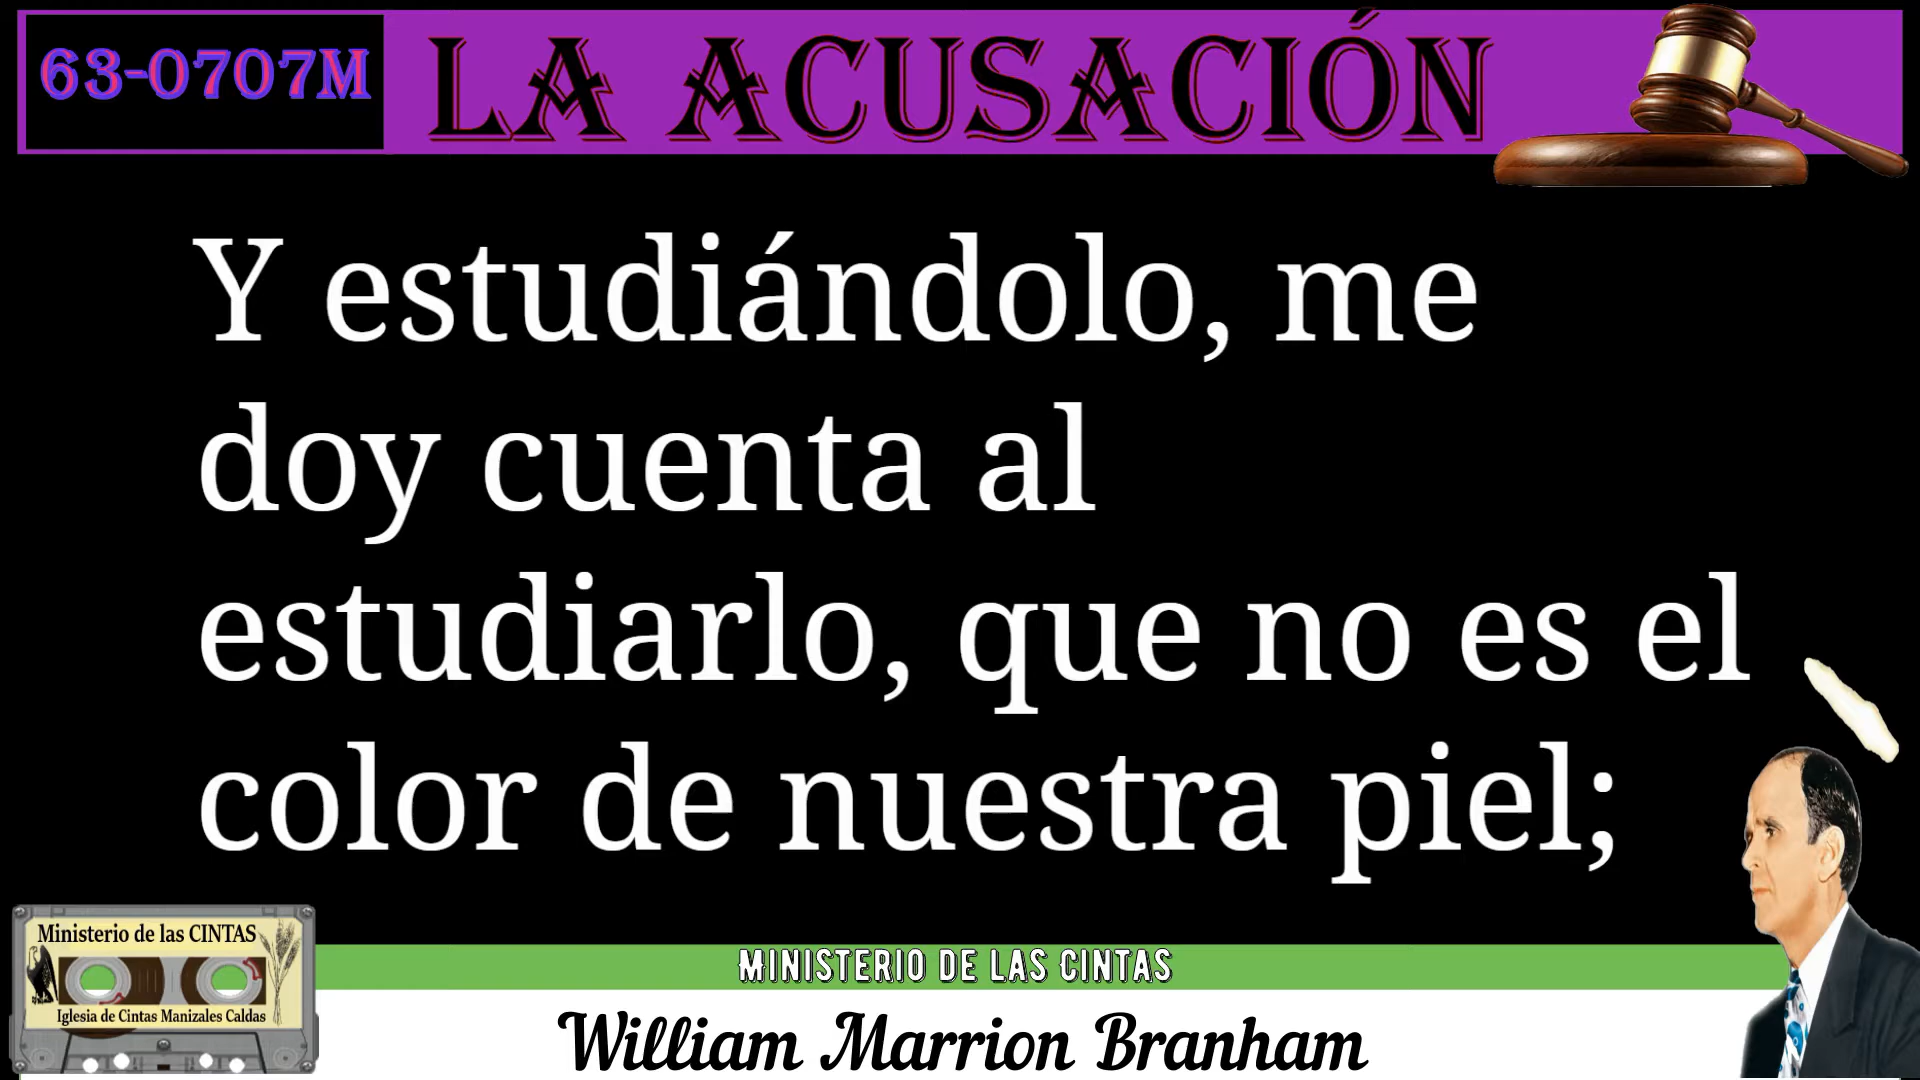 63-0707M
LA ACUSACIÓN
Y estudiándolo, me
doy cuenta al
estudiarlo, que no es el
color de nuestra piel;
Ministerio de las CINTAS
Iglesia de Cintas Manizales Caldas
MINISTERIO DE LAS CINTAS
William Marrion Branham